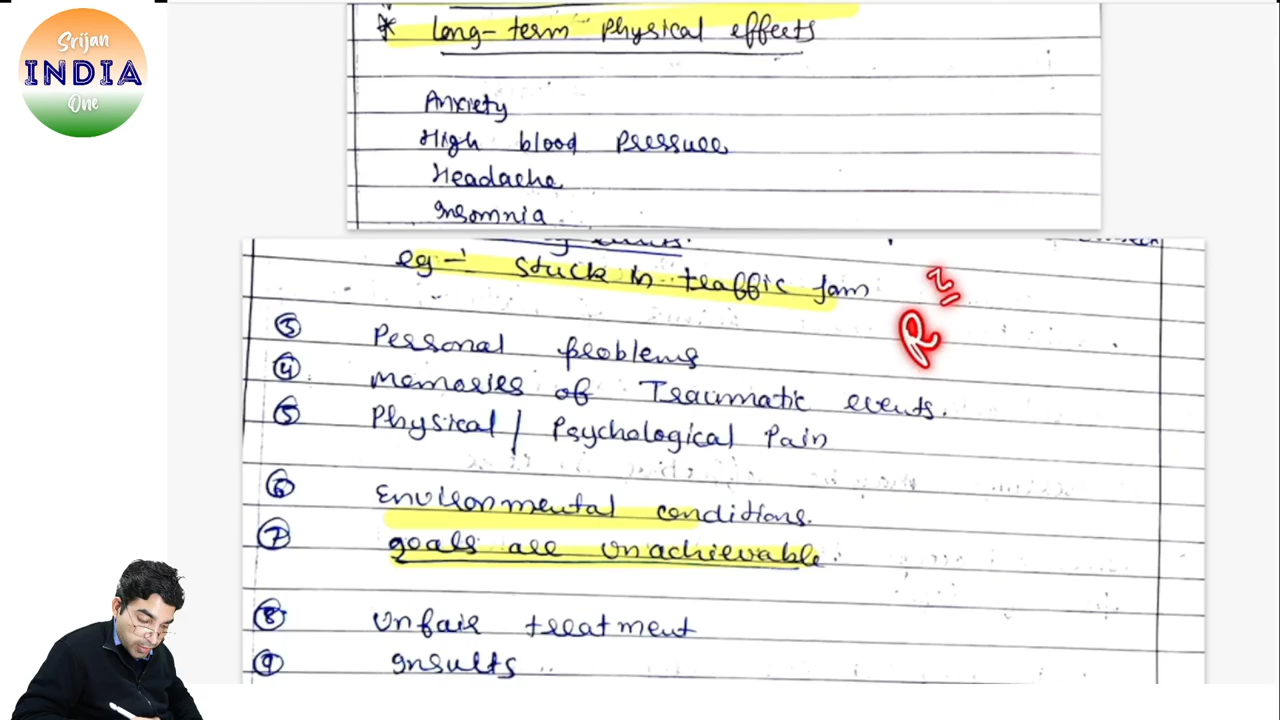 Srijan
INDIA
One
* Long-term physical effects
Anxiety
High blood pressure
Headache
Insomnia.
eg - Stuck in traffic Jam
③ Personal problems
④ memories of Traumatic events.
⑤ Physical / Psychological Pain
⑥ Environmental conditions.
⑦ goals are unachievable.
⑧ Unfair treatment
⑨ Insults
R